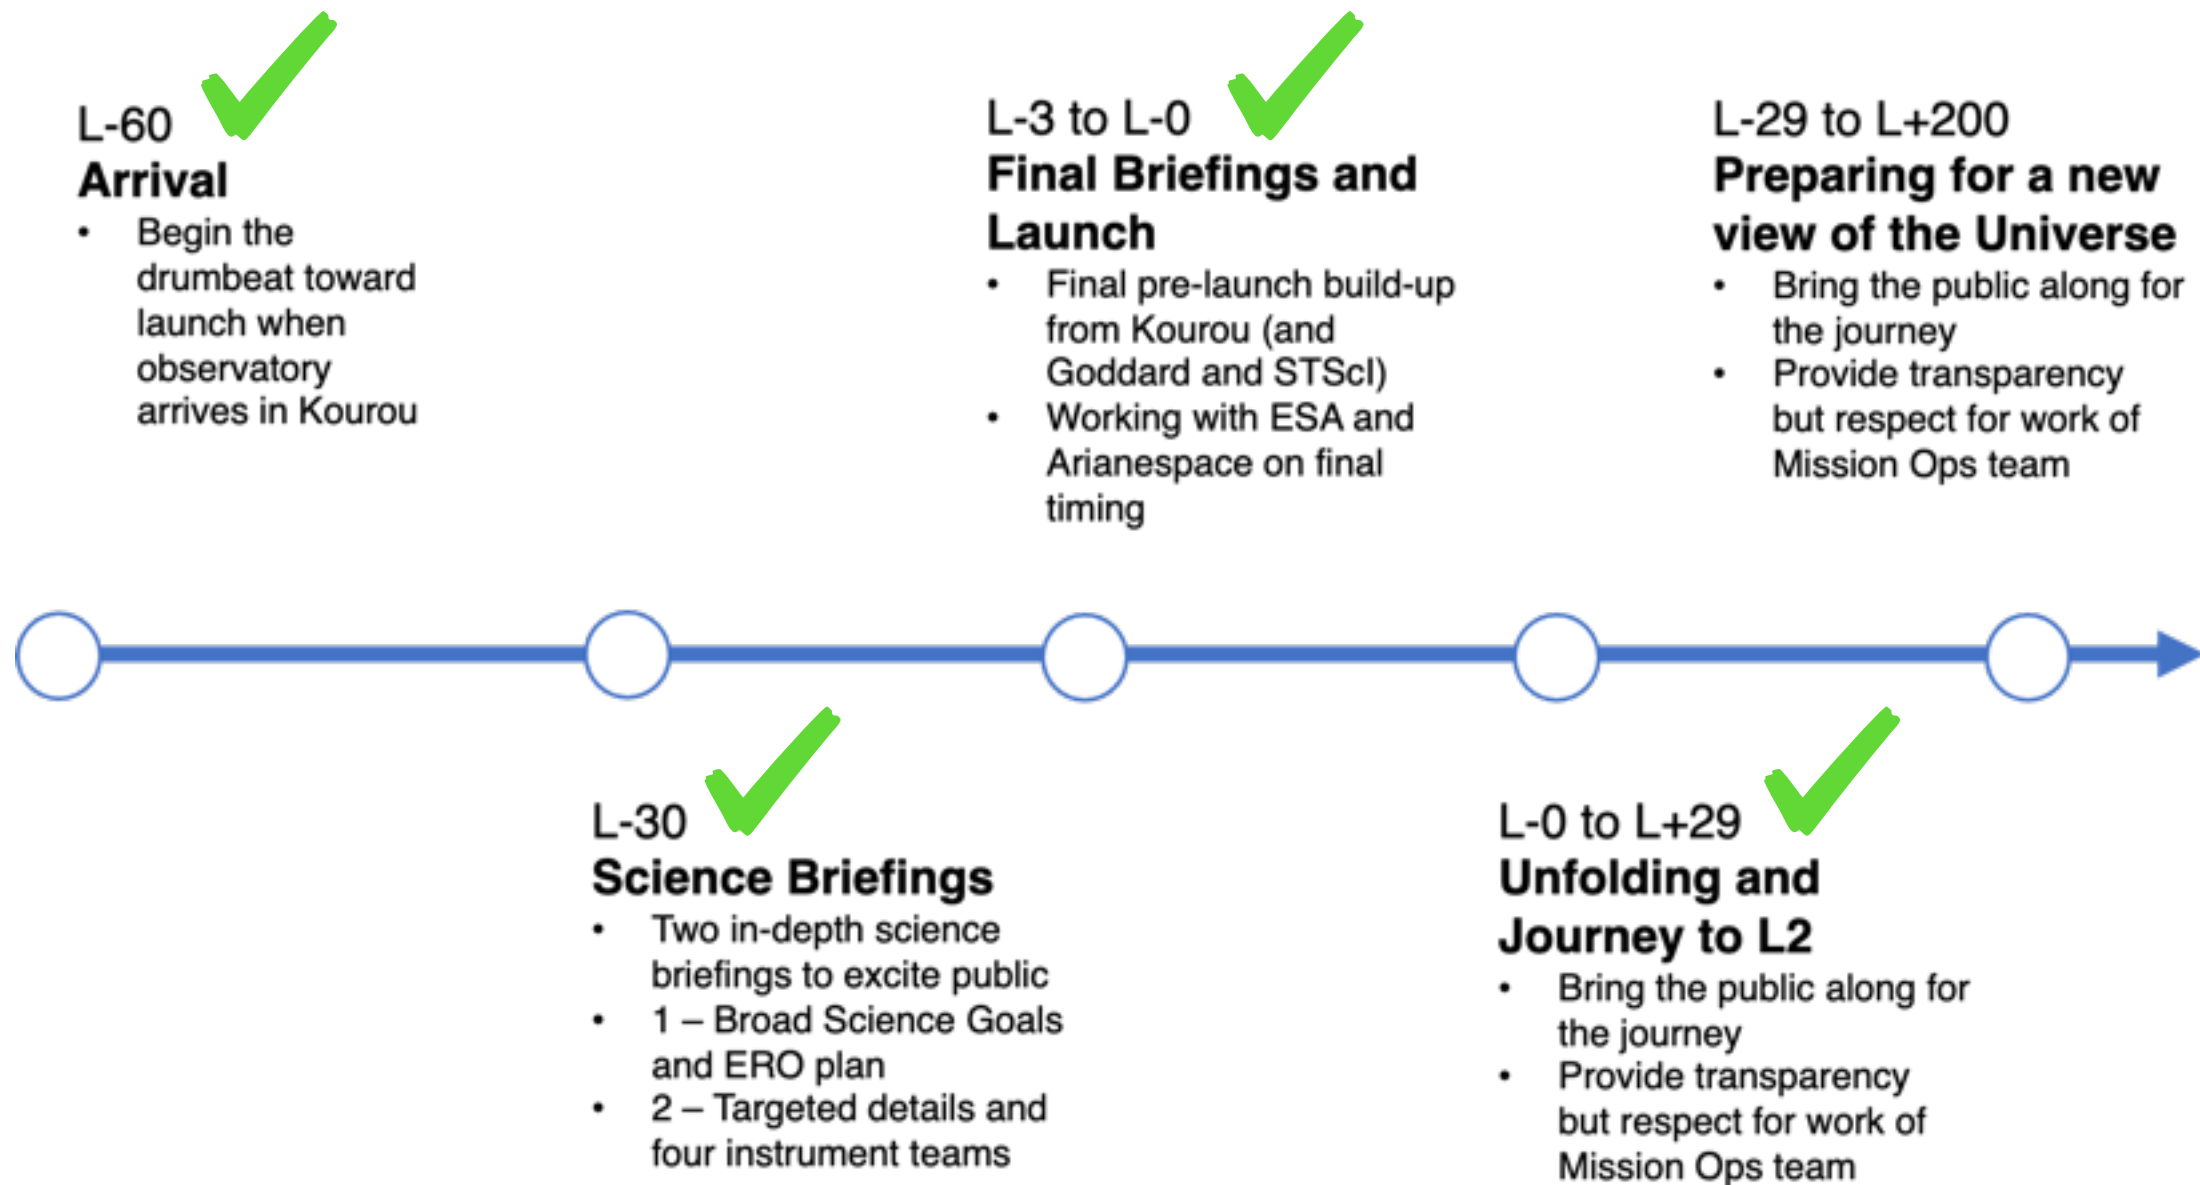 L-60
Arrival
• Begin the
drumbeat toward
launch when
observatory
arrives in Kourou
L-30
Science Briefings
• Two in-depth science
briefings to excite public
• 1 – Broad Science Goals
and ERO plan
• 2 – Targeted details and
four instrument teams
L-3 to L-0
Final Briefings and
Launch
• Final pre-launch build-up
from Kourou (and
Goddard and STScI)
• Working with ESA and
Arianespace on final
timing
L-0 to L+29
Unfolding and
Journey to L2
• Bring the public along for
the journey
• Provide transparency
but respect for work of
Mission Ops team
L-29 to L+200
Preparing for a new
view of the Universe
• Bring the public along for
the journey
• Provide transparency
but respect for work of
Mission Ops team